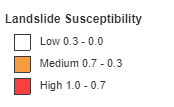 Landslide Susceptibility
Low 0.3 - 0.0
Medium 0.7 - 0.3
High 1.0 - 0.7